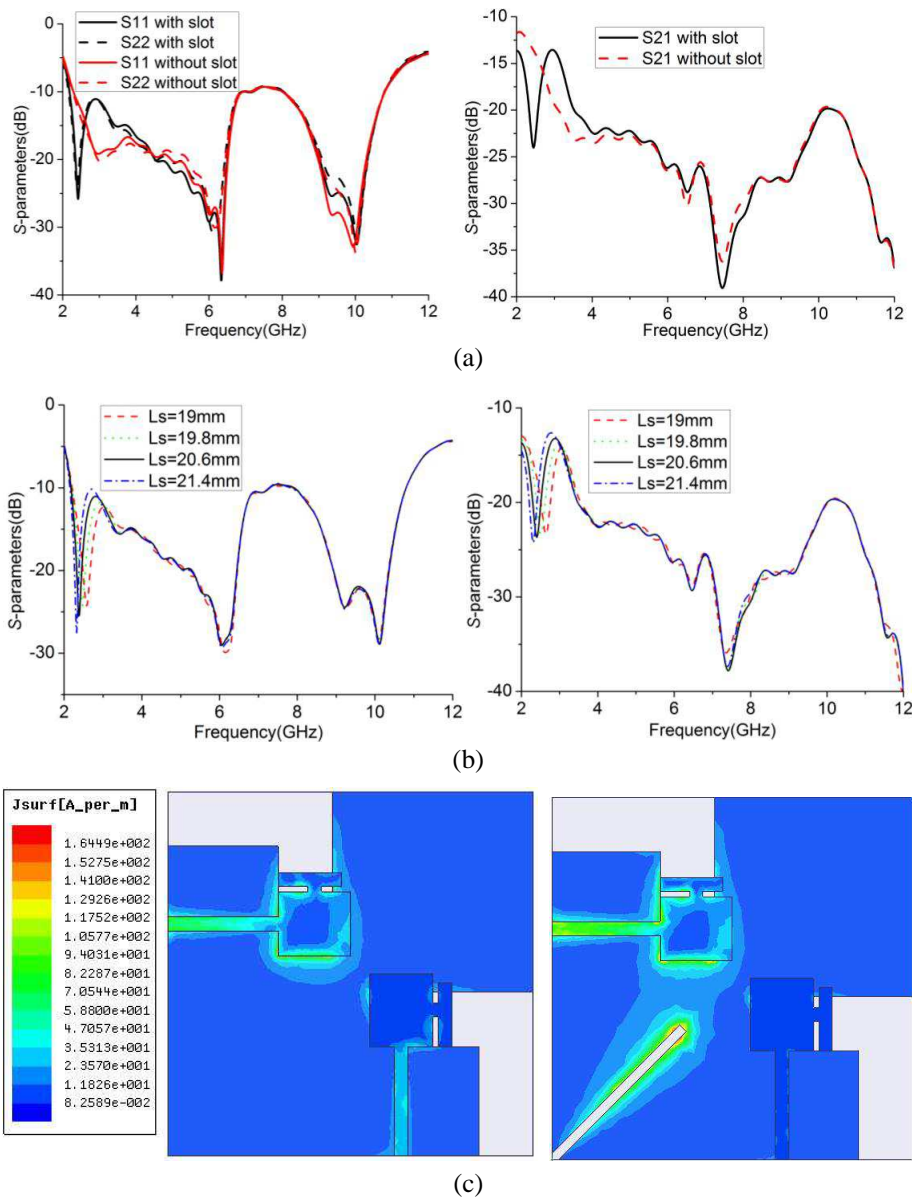 S11 with slot
S22 with slot
S11 without slot
S22 without slot
0
-10
-20
-30
-40
S-parameters(dB)
2 4 6 8 10 12
Frequency(GHz)
S21 with slot
S21 without slot
-10
-15
-20
-25
-30
-35
-40
S-parameters(dB)
2 4 6 8 10 12
Frequency(GHz)
(a)
Ls=19mm
Ls=19.8mm
Ls=20.6mm
Ls=21.4mm
0
-10
-20
-30
S-parameters(dB)
2 4 6 8 10 12
Frequency(GHz)
Ls=19mm
Ls=19.8mm
Ls=20.6mm
Ls=21.4mm
-10
-20
-30
-40
S-parameters(dB)
2 4 6 8 10 12
Frequency(GHz)
(b)
Jsurf[A_per_m]
1.6449e+002
1.5275e+002
1.4100e+002
1.2926e+002
1.1752e+002
1.0577e+002
9.4031e+001
8.2287e+001
7.0544e+001
5.8800e+001
4.7057e+001
3.5313e+001
2.3570e+001
1.1826e+001
8.2589e-002
(c)